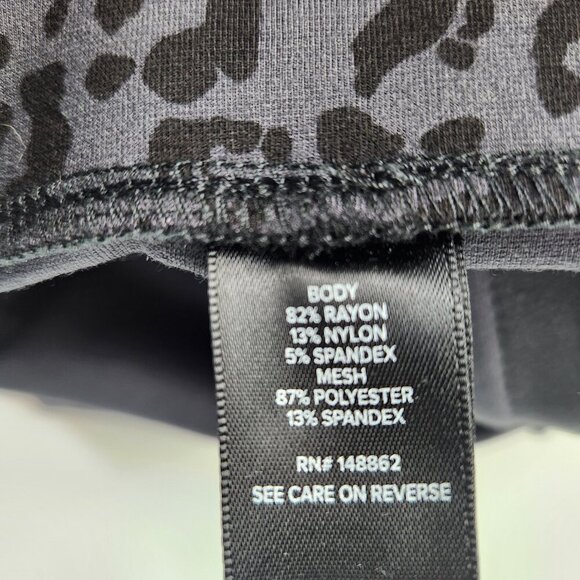 BODY
82% RAYON
13% NYLON
5% SPANDEX
MESH
87% POLYESTER
13% SPANDEX
RN# 148862
SEE CARE ON REVERSE